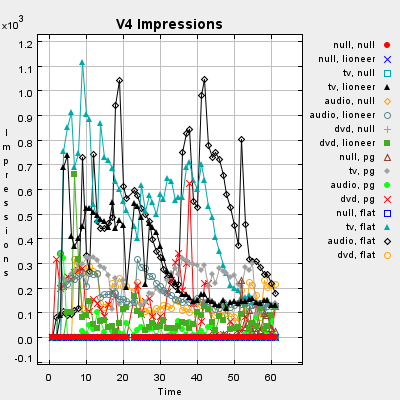 V4 Impressions
x10³
1.2
1.1
1.0
0.9
0.8
0.7
0.6
0.5
0.4
0.3
0.2
0.1
0.0
-0.1
Impressions
0 10 20 30 40 50 60
Time
null, null
null, lioneer
tv, null
tv, lioneer
audio, null
audio, lioneer
dvd, null
dvd, lioneer
null, pg
tv, pg
audio, pg
dvd, pg
null, flat
tv, flat
audio, flat
dvd, flat